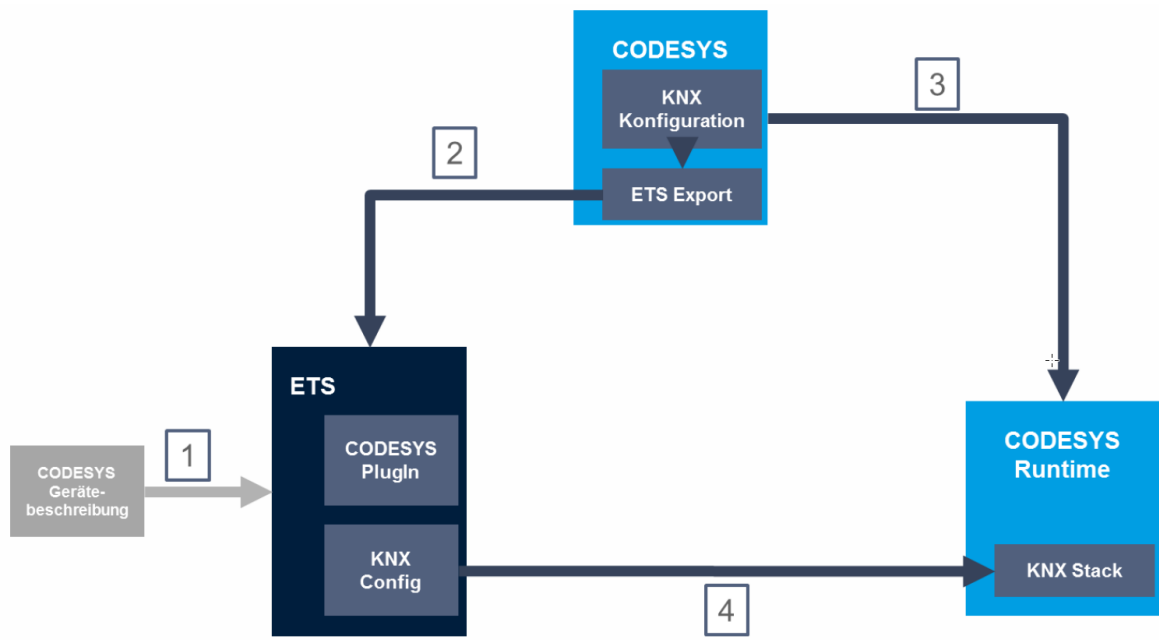 CODESYS
KNX
Konfiguration
ETS Export
3
2
ETS
CODESYS
PlugIn
KNX
Config
1
CODESYS
Geräte-
beschreibung
CODESYS
Runtime
KNX Stack
4